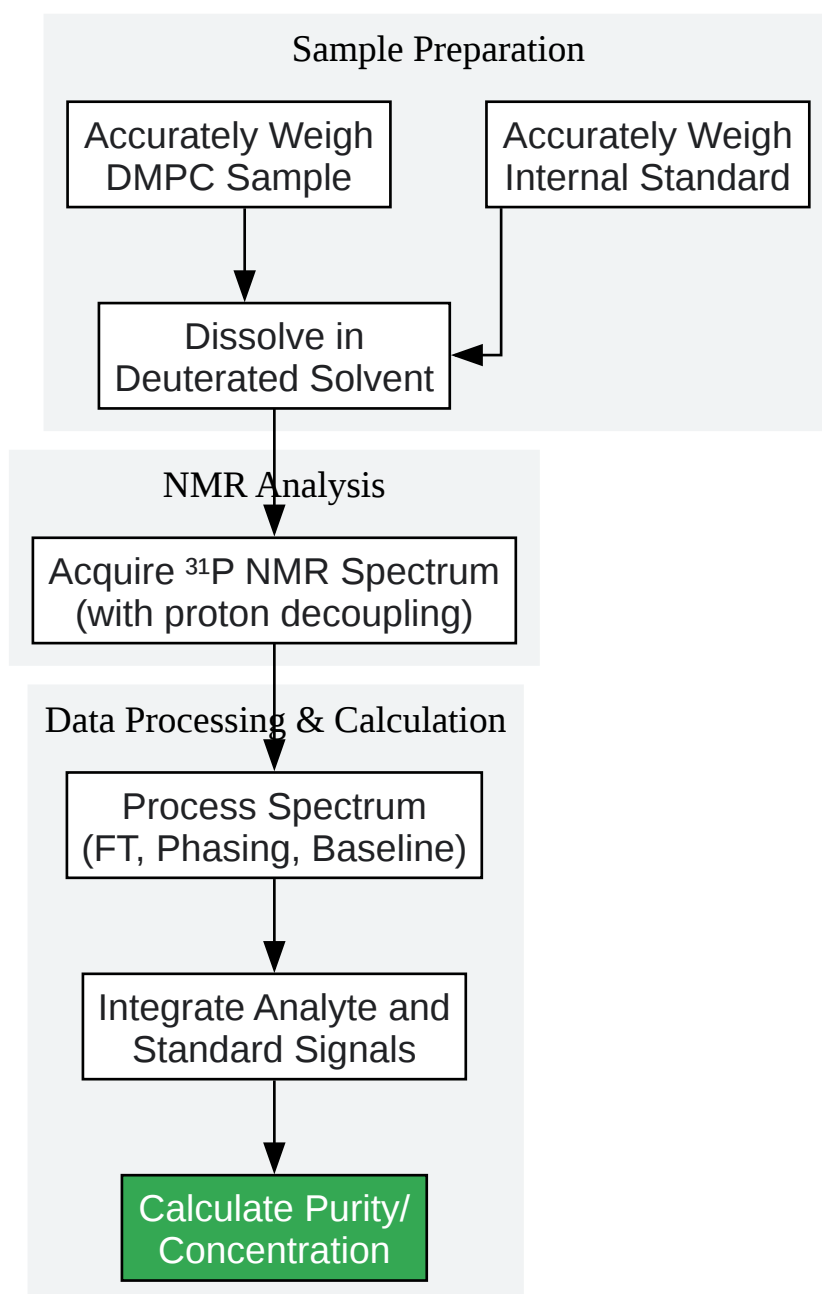 Sample Preparation
Accurately Weigh
DMPC Sample
Accurately Weigh
Internal Standard
Dissolve in
Deuterated Solvent
NMR Analysis
Acquire ³¹P NMR Spectrum
(with proton decoupling)
Data Processing & Calculation
Process Spectrum
(FT, Phasing, Baseline)
Integrate Analyte and
Standard Signals
Calculate Purity/
Concentration